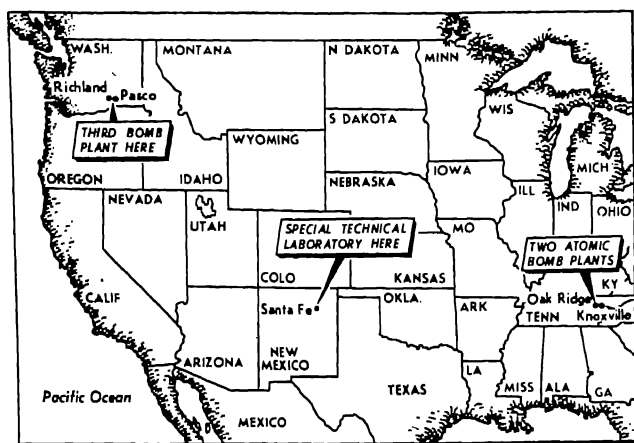 WASH.
MONTANA
N DAKOTA
MINN
Richland
Pasco
THIRD BOMB
PLANT HERE
S DAKOTA
WIS
MICH
WYOMING
OREGON
IDAHO
NEBRASKA
IOWA
NEVADA
UTAH
ILL
IND
OHIO
SPECIAL TECHNICAL
LABORATORY HERE
MO
TWO ATOMIC
BOMB PLANTS
COLO
KANSAS
KY
CALIF
Santa Fe
OKLA.
ARK
Oak Ridge
TENN
Knoxville
ARIZONA
NEW
MEXICO
TEXAS
LA
MISS
ALA
GA
Pacific Ocean
MEXICO